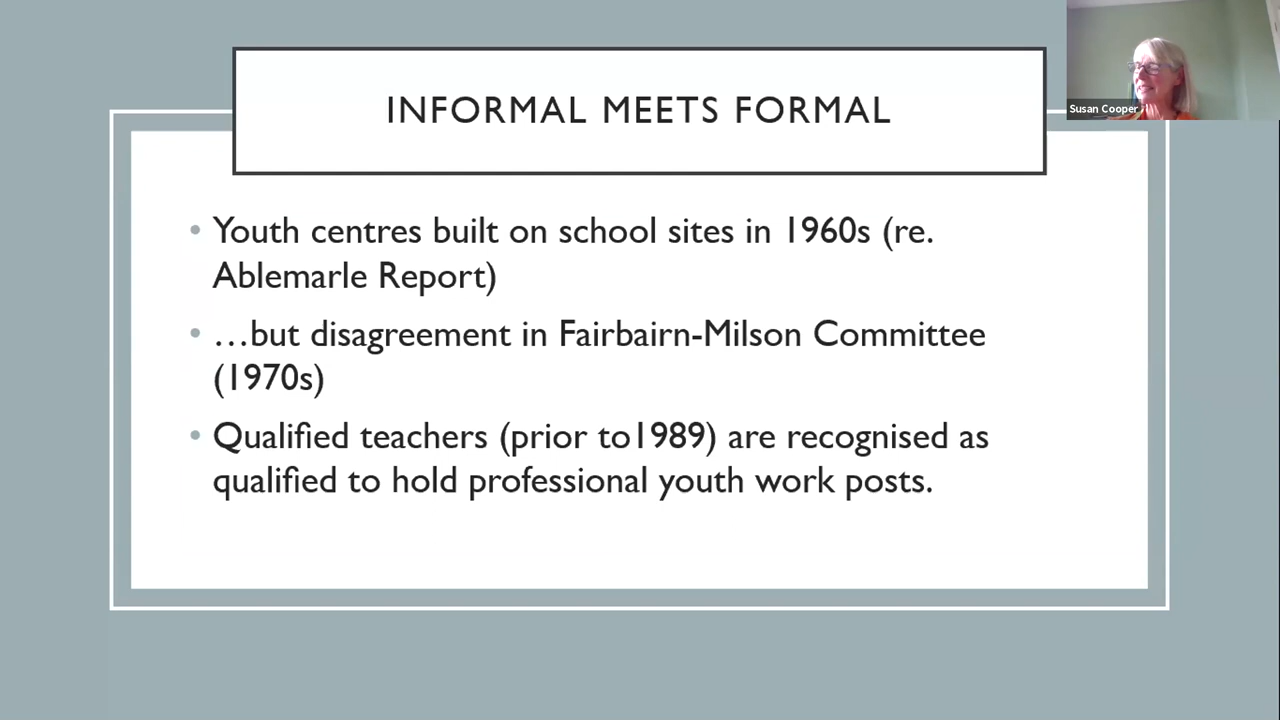 INFORMAL MEETS FORMAL
Susan Cooper
• Youth centres built on school sites in 1960s (re.
Ablemarle Report)
• …but disagreement in Fairbairn-Milson Committee
(1970s)
• Qualified teachers (prior to1989) are recognised as
qualified to hold professional youth work posts.